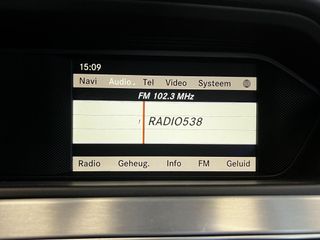 15:09
Navi Audio Tel Video Systeem
FM 102.3 MHz
RADIO538
Radio Geheug. Info FM Geluid